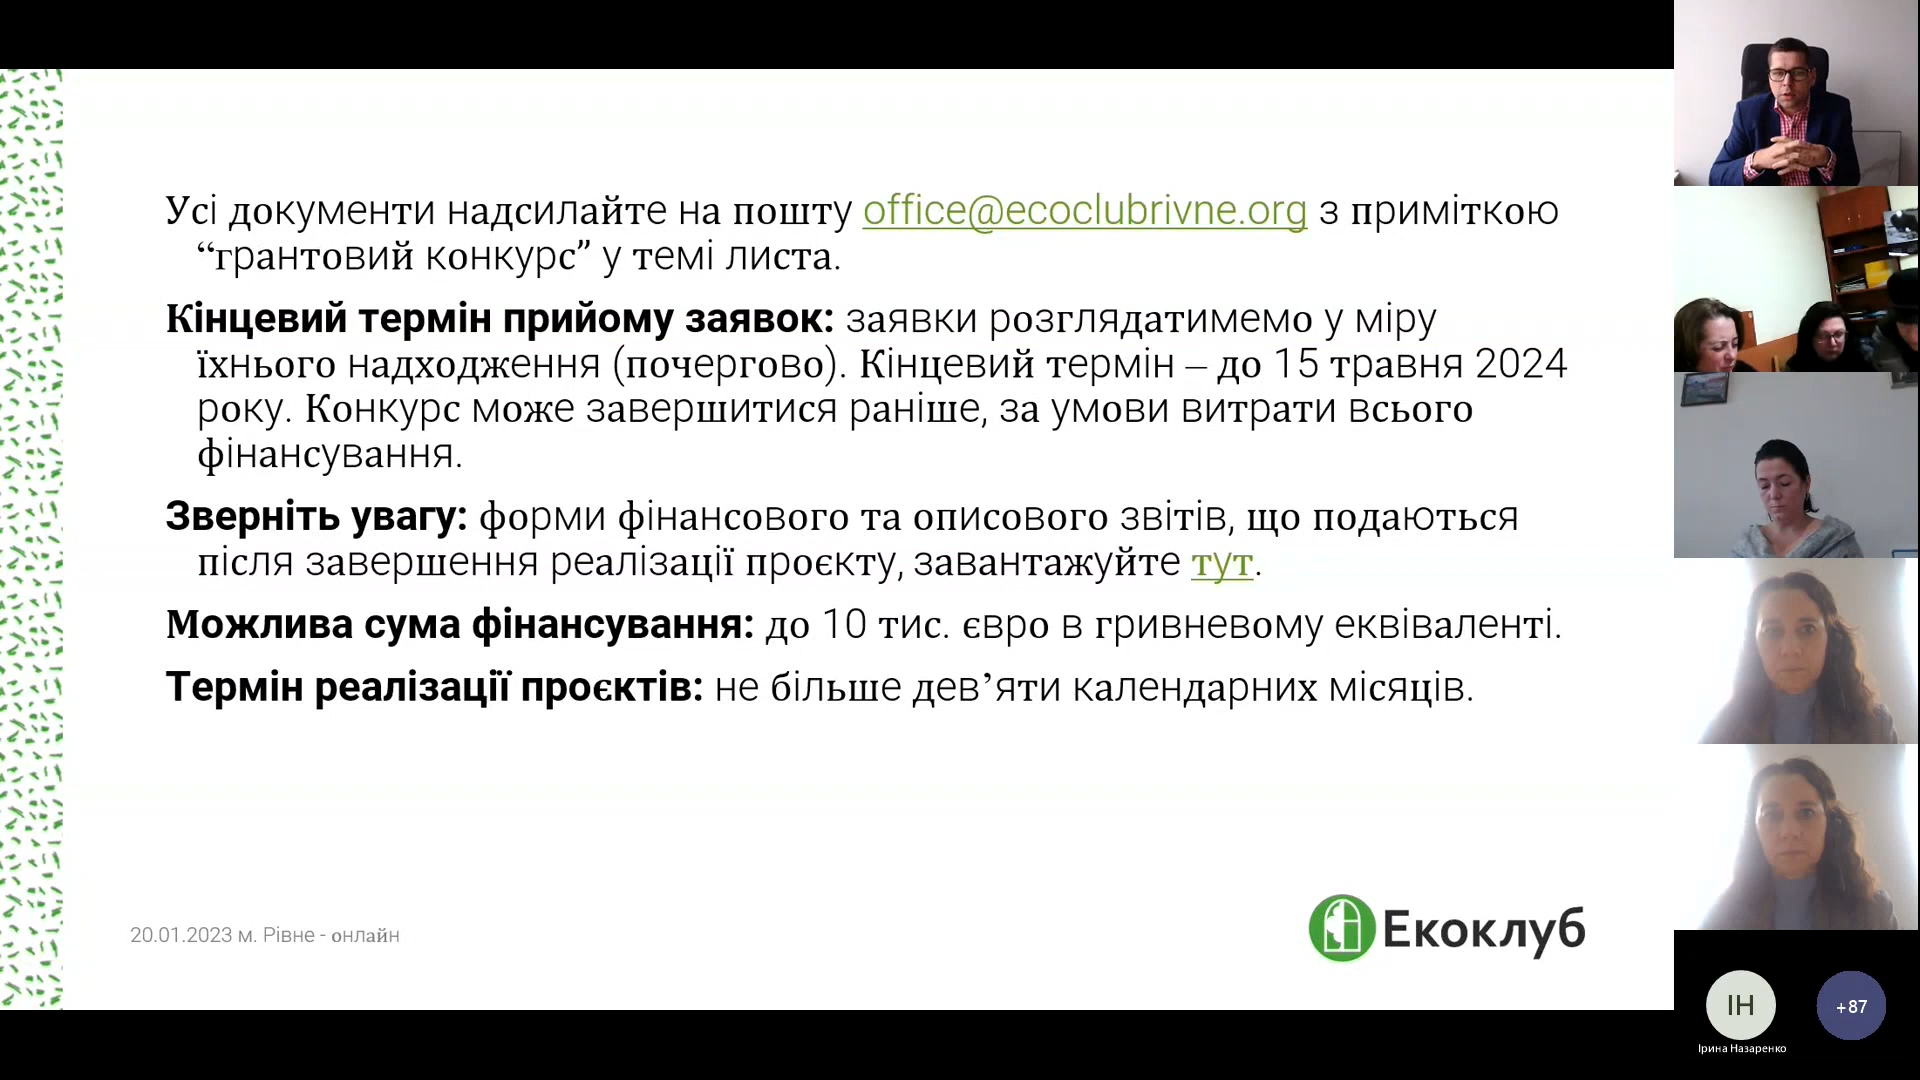 Усі документи надсилайте на пошту office@ecoclubrivne.org з приміткою
“грантовий конкурс” у темі листа.
Кінцевий термін прийому заявок: заявки розглядатимемо у міру
їхнього надходження (почергово). Кінцевий термін – до 15 травня 2024
року. Конкурс може завершитися раніше, за умови витрати всього
фінансування.
Зверніть увагу: форми фінансового та описового звітів, що подаються
після завершення реалізації проєкту, завантажуйте тут.
Можлива сума фінансування: до 10 тис. євро в гривневому еквіваленті.
Термін реалізації проєктів: не більше дев’яти календарних місяців.
20.01.2023 м. Рівне - онлайн
Екоклуб
ІН
+87
Ірина Назаренко